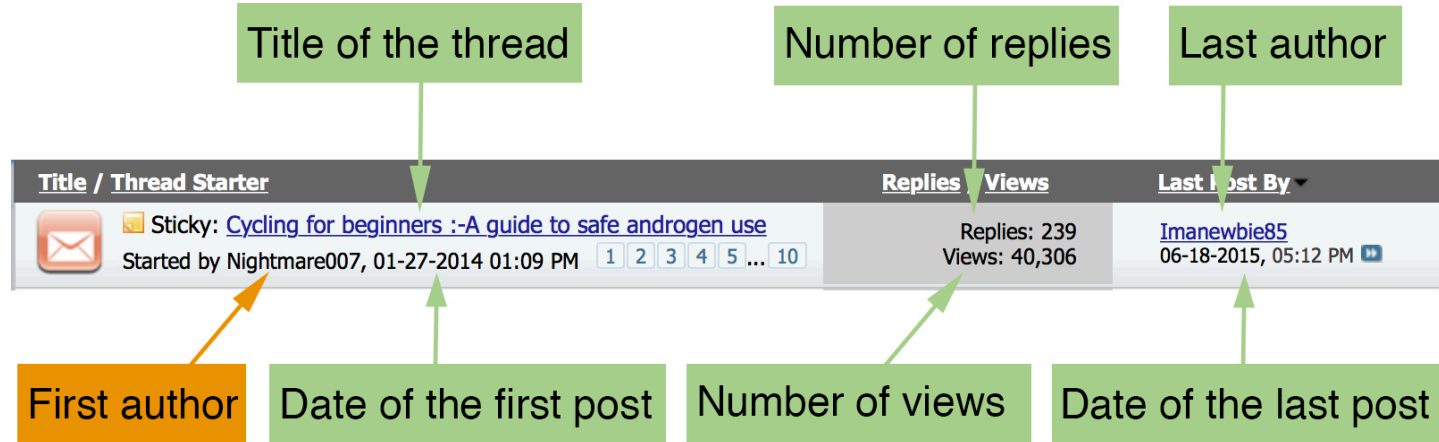 Title of the thread
Number of replies
Last author
Title / Thread Starter
Replies / Views
Last Post By
Sticky: Cycling for beginners :-A guide to safe androgen use
Replies: 239
Imanewbie85
Started by Nightmare007, 01-27-2014 01:09 PM 1 2 3 4 5 ... 10
Views: 40,306
06-18-2015, 05:12 PM
First author
Date of the first post
Number of views
Date of the last post